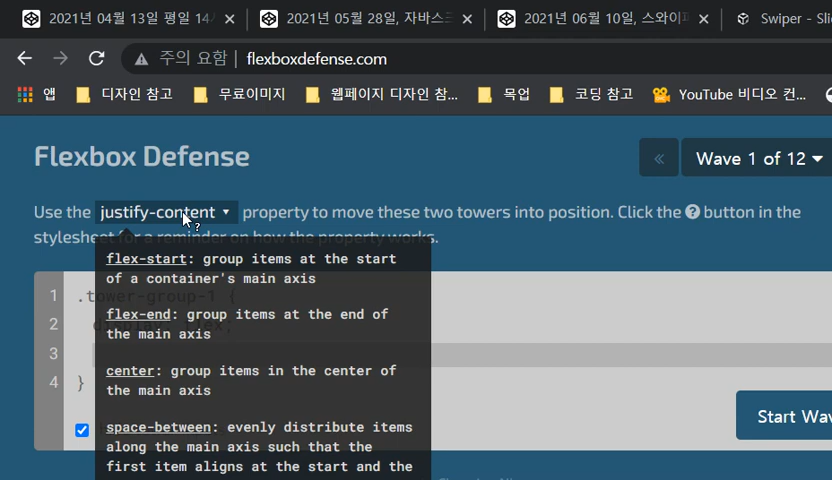 2021년 04월 13일 평일 14
2021년 05월 28일, 자바스크
2021년 06월 10일, 스와이퍼
Swiper - Slid
주의 요함 | flexboxdefense.com
앱
디자인 참고
무료이미지
웹페이지 디자인 참...
목업
코딩 참고
YouTube 비디오 컨...
Flexbox Defense
«
Wave 1 of 12
Use the justify-content property to move these two towers into position. Click the ? button in the
stylesheet for a reminder on how the property works.
flex-start: group items at the start
of a container's main axis
flex-end: group items at the end of
the main axis
center: group items in the center of
the main axis
space-between: evenly distribute items
along the main axis such that the
first item aligns at the start and the
1 .tower-group-1 {
2 display: flex;
3
4 }
Start Wav